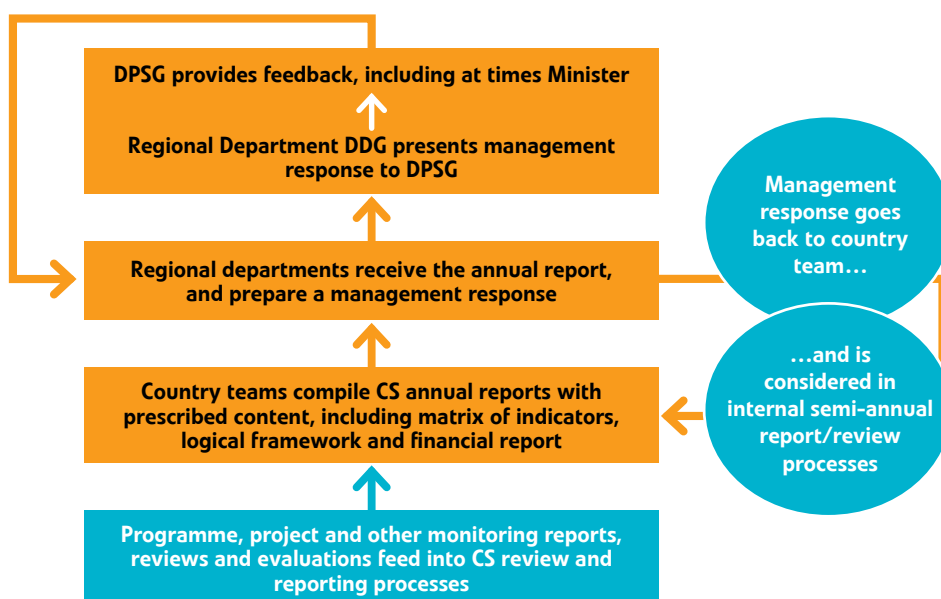 DPSG provides feedback, including at times Minister
Regional Department DDG presents management
response to DPSG
Management
response goes
back to country
team...
Regional departments receive the annual report,
and prepare a management response
...and is
considered in
internal semi-annual
report/review
processes
Country teams compile CS annual reports with
prescribed content, including matrix of indicators,
logical framework and financial report
Programme, project and other monitoring reports,
reviews and evaluations feed into CS review and
reporting processes